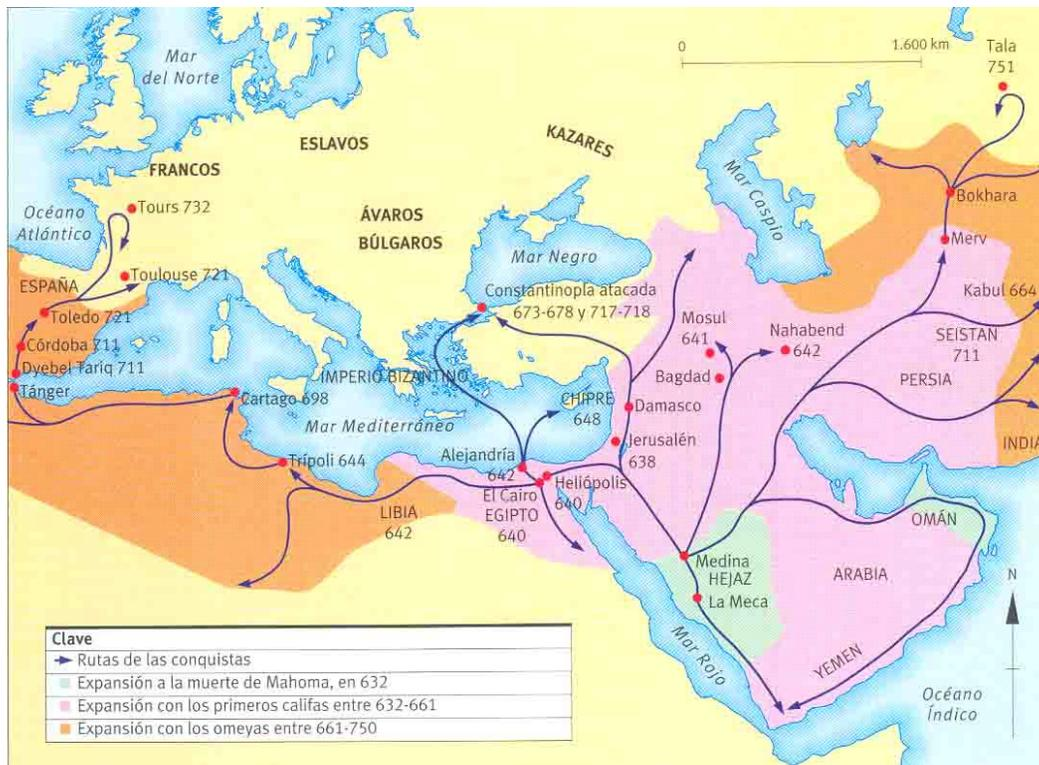 Mar
del Norte
0
1.600 km
Tala
751
ESLAVOS
KAZARES
FRANCOS
Océano
Atlántico
Tours 732
ÁVAROS
BÚLGAROS
Mar Caspio
Bokhara
Mar Negro
Merv
ESPAÑA
Toulouse 721
Toledo 721
Constantinopla atacada
673-678 y 717-718
Kabul 664
Córdoba 711
Mosul
641
Nahabend
642
SEISTAN
711
Dyebel Tariq 711
Tánger
IMPERIO BIZANTINO
Bagdad
PERSIA
Cartago 698
CHIPRE
648
Damasco
Mar Mediterráneo
Jerusalén
638
INDIA
Trípoli 644
Alejandría
642
Heliópolis
640
El Cairo
EGIPTO
640
LIBIA
642
OMÁN
Medina
HEJAZ
ARABIA
La Meca
N
Mar Rojo
YEMEN
Océano
Índico
Clave
Rutas de las conquistas
Expansión a la muerte de Mahoma, en 632
Expansión con los primeros califas entre 632-661
Expansión con los omeyas entre 661-750